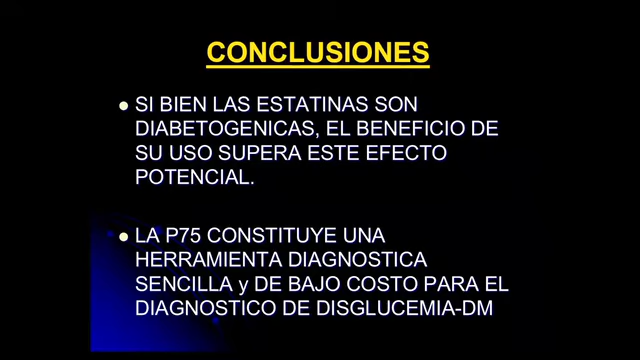 CONCLUSIONES
SI BIEN LAS ESTATINAS SON
DIABETOGENICAS, EL BENEFICIO DE
SU USO SUPERA ESTE EFECTO
POTENCIAL.
LA P75 CONSTITUYE UNA
HERRAMIENTA DIAGNOSTICA
SENCILLA y DE BAJO COSTO PARA EL
DIAGNOSTICO DE DISGLUCEMIA-DM